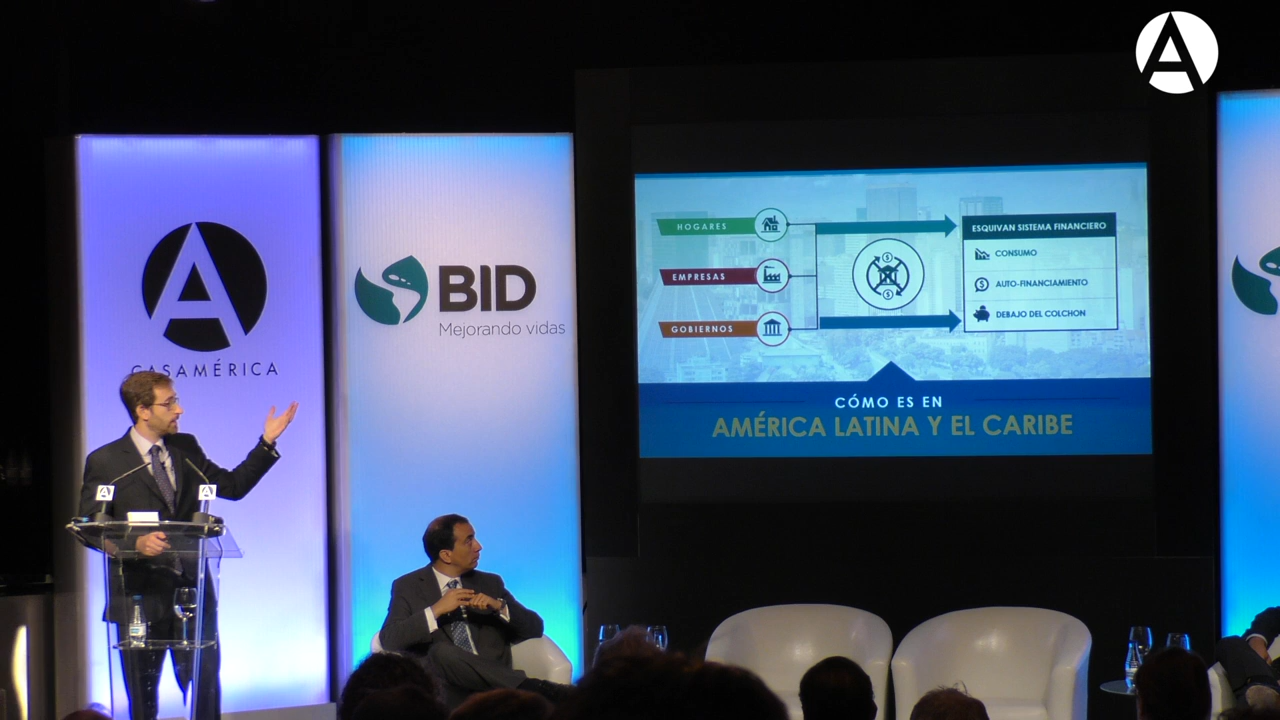 CASAMÉRICA
BID
Mejorando vidas
HOGARES
EMPRESAS
GOBIERNOS
ESQUIVAN SISTEMA FINANCIERO
CONSUMO
AUTO-FINANCIAMIENTO
DEBAJO DEL COLCHON
CÓMO ES EN
AMÉRICA LATINA Y EL CARIBE